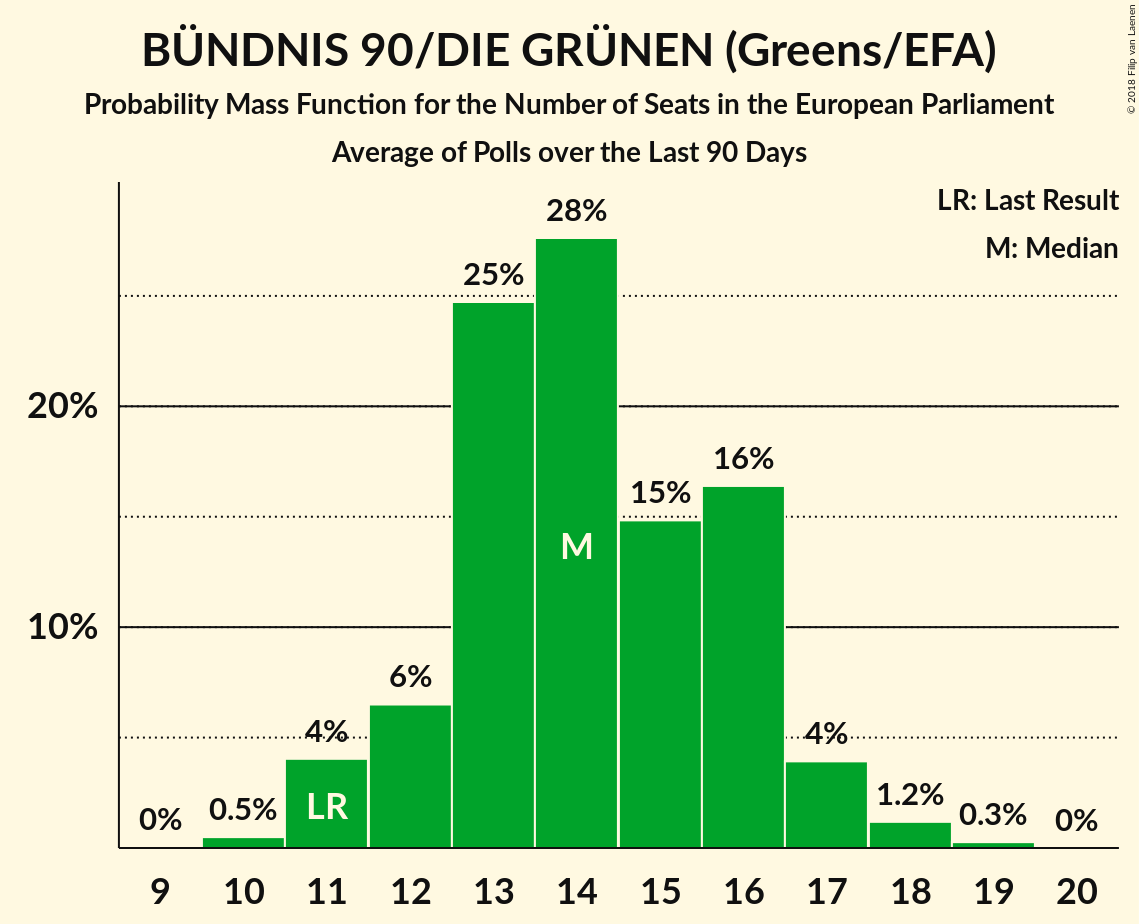 BÜNDNIS 90/DIE GRÜNEN (Greens/EFA)
Probability Mass Function for the Number of Seats in the European Parliament
Average of Polls over the Last 90 Days
© 2018 Filip van Laenen
LR: Last Result
M: Median
28%
25%
20%
16%
15%
M
10%
6%
4%
4%
LR
0%
0.5%
1.2%
0.3%
0%
9 10 11 12 13 14 15 16 17 18 19 20